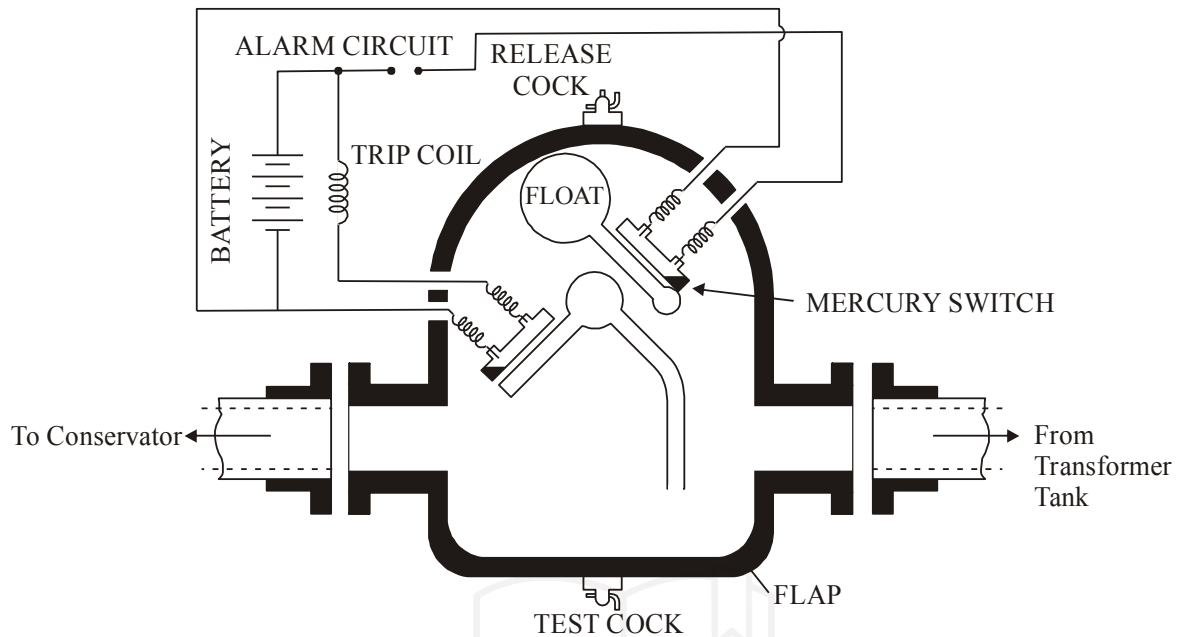 ALARM CIRCUIT
RELEASE
COCK
BATTERY
TRIP COIL
FLOAT
MERCURY SWITCH
To Conservator
From
Transformer
Tank
FLAP
TEST COCK